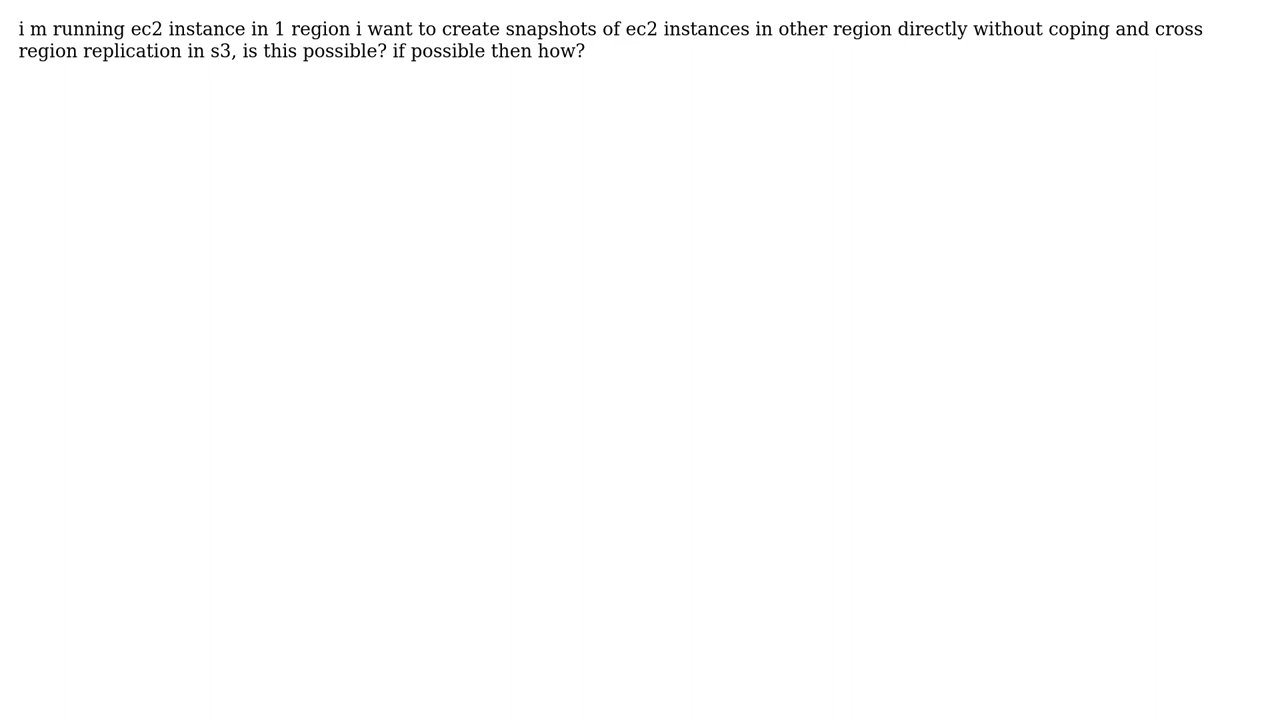 i m running ec2 instance in 1 region i want to create snapshots of ec2 instances in other region directly without coping and cross
region replication in s3, is this possible? if possible then how?